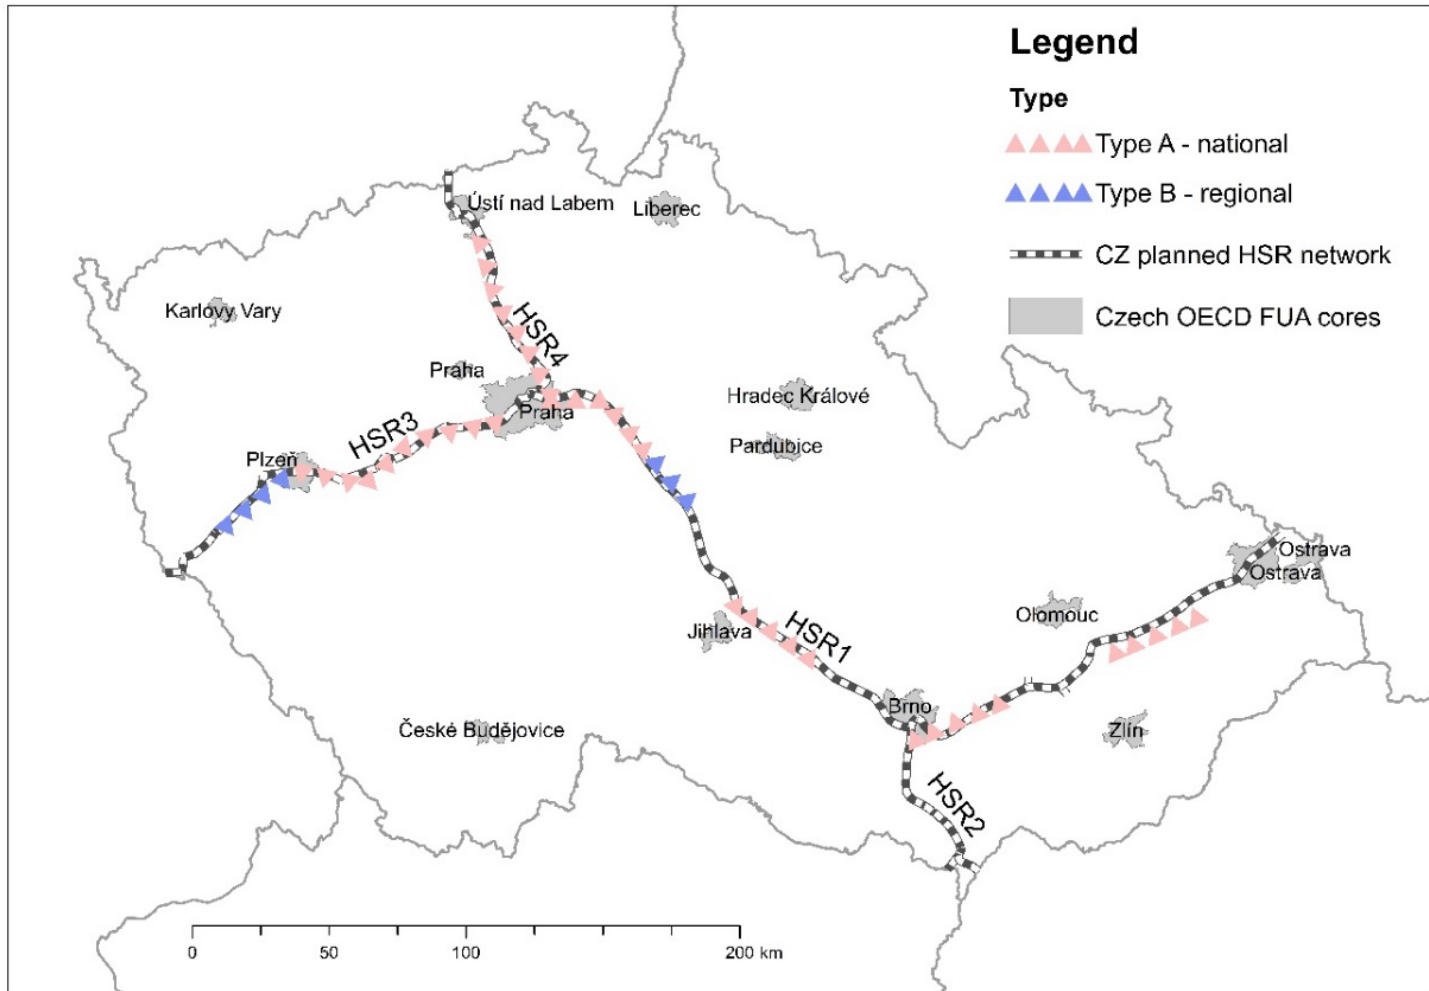 Legend
Type
Type A - national
Type B - regional
CZ planned HSR network
Czech OECD FUA cores
Ústí nad Labem
Liberec
Karlovy Vary
HSR4
Praha
Praha
Hradec Králové
Pardubice
HSR3
Plzeň
Ostrava
Ostrava
Olomouc
Jihlava
HSR1
Brno
České Budějovice
Zlín
HSR2
0 50 100 200 km